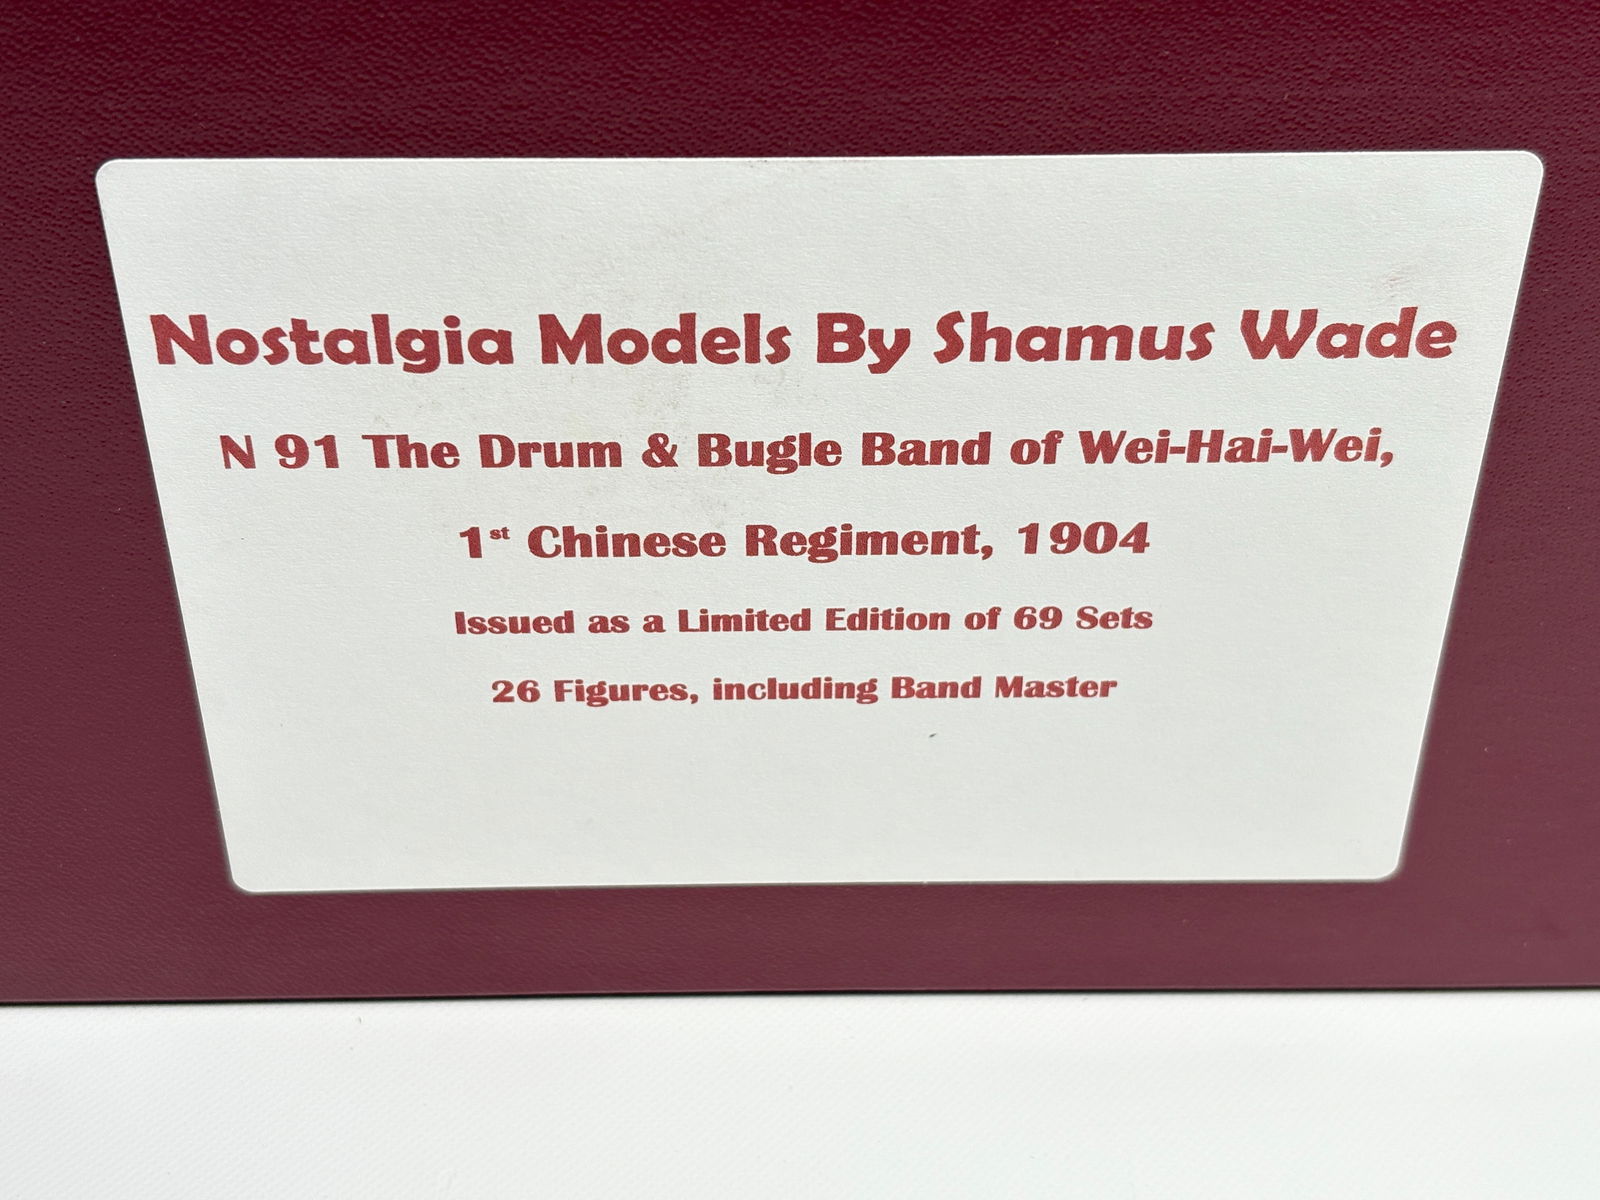 Nostalgia Models By Shamus Wade
N 91 The Drum & Bugle Band of Wei-Hai-Wei,
1st Chinese Regiment, 1904
Issued as a Limited Edition of 69 Sets
26 Figures, including Band Master